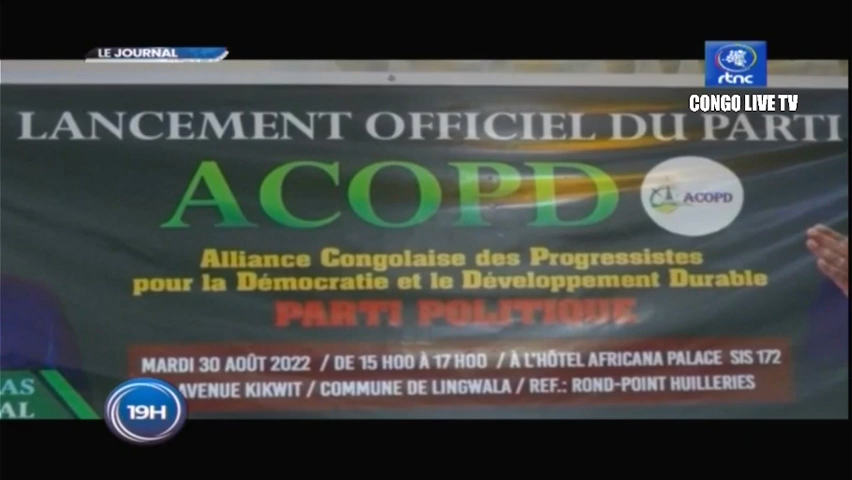 LE JOURNAL
rtnc
CONGO LIVE TV
LANCEMENT OFFICIEL DU PARTI
ACOPD
ACOPD
Alliance Congolaise des Progressistes
pour la Démocratie et le Développement Durable
PARTI POLITIQUE
MARDI 30 AOÛT 2022 / DE 15 H00 À 17 H00 / À L'HÔTEL AFRICANA PALACE SIS 172
AVENUE KIKWIT / COMMUNE DE LINGWALA / REF.: ROND-POINT HUILLERIES
AS
AL
19H